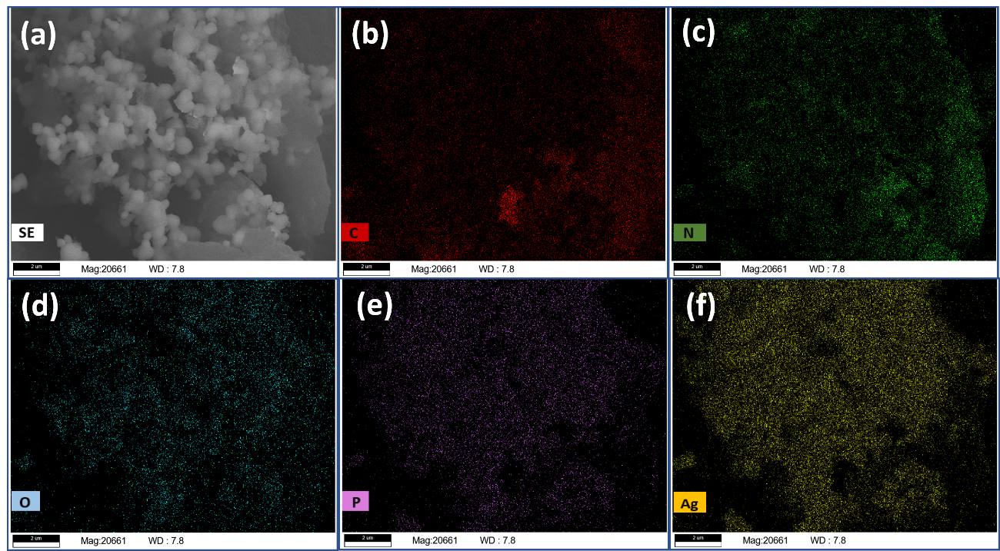 (a)
SE
2 um Mag:20661 WD : 7.8
(b)
C
2 um Mag:20661 WD : 7.8
(c)
N
2 um Mag:20661 WD : 7.8
(d)
O
2 um Mag:20661 WD : 7.8
(e)
P
2 um Mag:20661 WD : 7.8
(f)
Ag
2 um Mag:20661 WD : 7.8